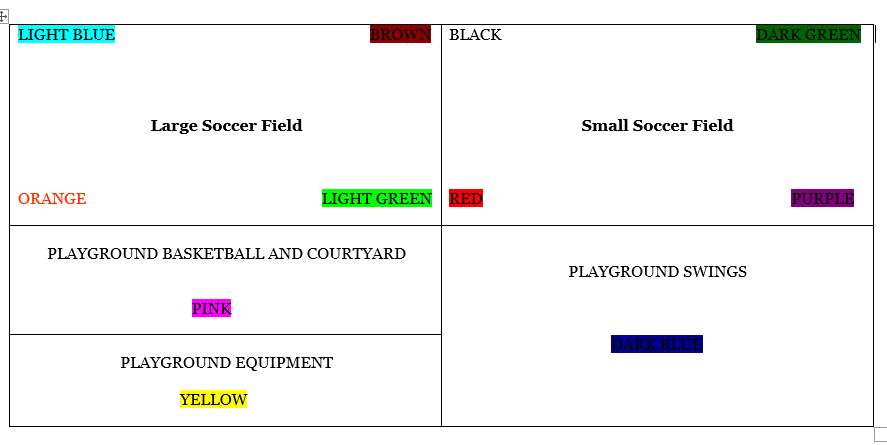 LIGHT BLUE BROWN
Large Soccer Field
ORANGE LIGHT GREEN
BLACK DARK GREEN
Small Soccer Field
RED PURPLE
PLAYGROUND BASKETBALL AND COURTYARD
PINK
PLAYGROUND EQUIPMENT
YELLOW
PLAYGROUND SWINGS
DARK BLUE